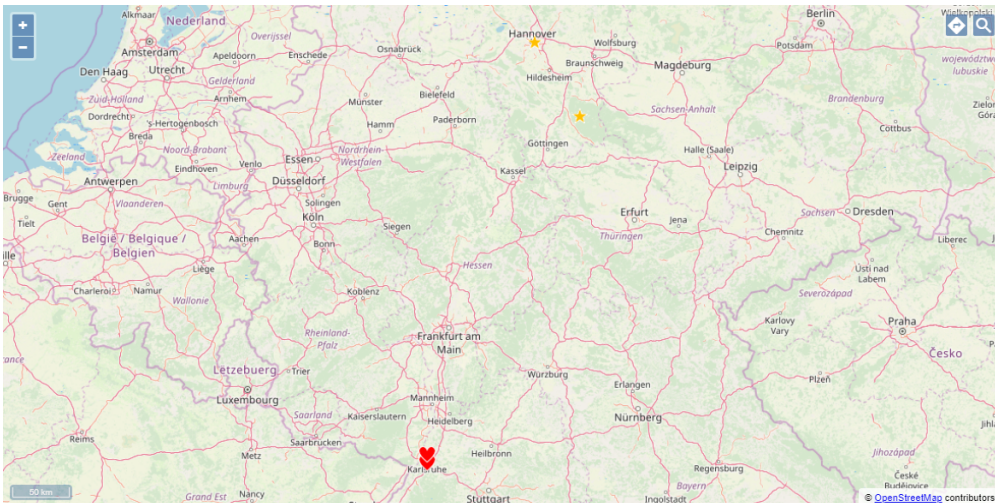 +
−
Alkmaar
Nederland
Berlin
Hannover
Overijssel
Osnabrück
Wolfsburg
Potsdam
Amsterdam
Apeldoorn
Enschede
Braunschweig
Magdeburg
województwo
lubuskie
Den Haag
Utrecht
Hildesheim
Gelderland
Arnhem
Münster
Bielefeld
Brandenburg
Zuid-Holland
Sachsen-Anhalt
Dordrecht
's-Hertogenbosch
Hamm
Paderborn
Cottbus
Breda
Göttingen
Zeeland
Noord-Brabant
Nordrhein-
Westfalen
Halle (Saale)
Eindhoven
Venlo
Essen
Kassel
Leipzig
Antwerpen
Limburg
Düsseldorf
Brugge
Gent
Vlaanderen
Solingen
Tielt
Köln
Siegen
Erfurt
Jena
Sachsen
Dresden
België / Belgique /
Belgien
Aachen
Bonn
Thüringen
Chemnitz
Liberec
Liège
Hessen
Ústí nad
Labem
Charleroi
Namur
Wallonie
Koblenz
Severozápad
Karlovy
Vary
Praha
Rheinland-
Pfalz
Frankfurt am
Main
Česko
Letzebuerg
Trier
Würzburg
Plzeň
Luxembourg
Mannheim
Erlangen
Saarland
Kaiserslautern
Heidelberg
Nürnberg
Reims
Saarbrücken
Metz
Karlsruhe
Heilbronn
Regensburg
Jihozápad
50 km
Grand Est
Nancy
Stuttgart
Bayern
Ingolstadt
České
Budějovice
© OpenStreetMap contributors